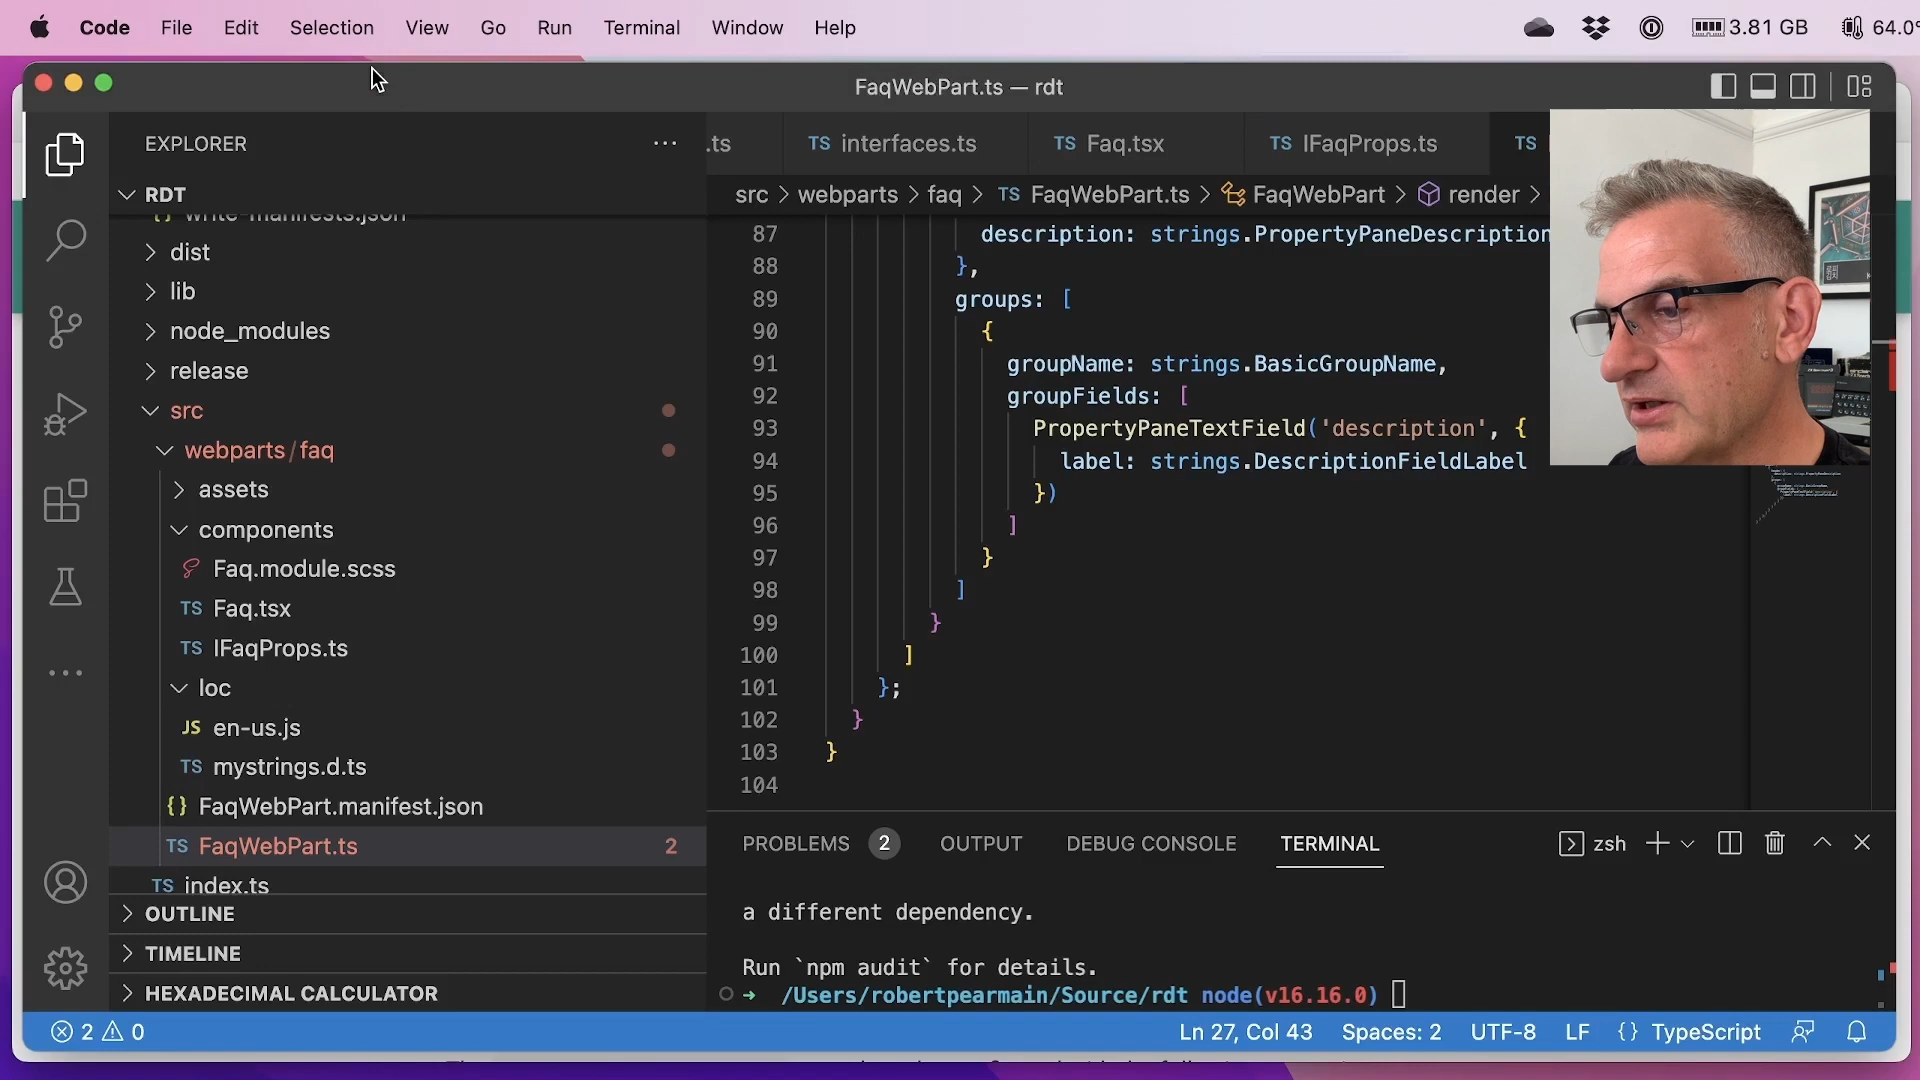 Code File Edit Selection View Go Run Terminal Window Help 3.81 GB 64.0°
FaqWebPart.ts — rdt
EXPLORER
.ts
TS interfaces.ts
TS Faq.tsx
TS IFaqProps.ts
TS
RDT
src > webparts > faq > TS FaqWebPart.ts > FaqWebPart > render >
{} write-manifests.json
dist
lib
node_modules
release
src
webparts / faq
assets
components
Faq.module.scss
TS Faq.tsx
TS IFaqProps.ts
loc
JS en-us.js
TS mystrings.d.ts
{} FaqWebPart.manifest.json
TS FaqWebPart.ts 2
TS index.ts
OUTLINE
TIMELINE
HEXADECIMAL CALCULATOR
87 description: strings.PropertyPaneDescription
88 },
89 groups: [
90 {
91 groupName: strings.BasicGroupName,
92 groupFields: [
93 PropertyPaneTextField('description', {
94 label: strings.DescriptionFieldLabel
95 })
96 ]
97 }
98 ]
99 }
100 ]
101 };
102 }
103 }
104
PROBLEMS 2 OUTPUT DEBUG CONSOLE TERMINAL zsh
a different dependency.
Run `npm audit` for details.
→ /Users/robertpearmain/Source/rdt node(v16.16.0)
2 0 Ln 27, Col 43 Spaces: 2 UTF-8 LF {} TypeScript